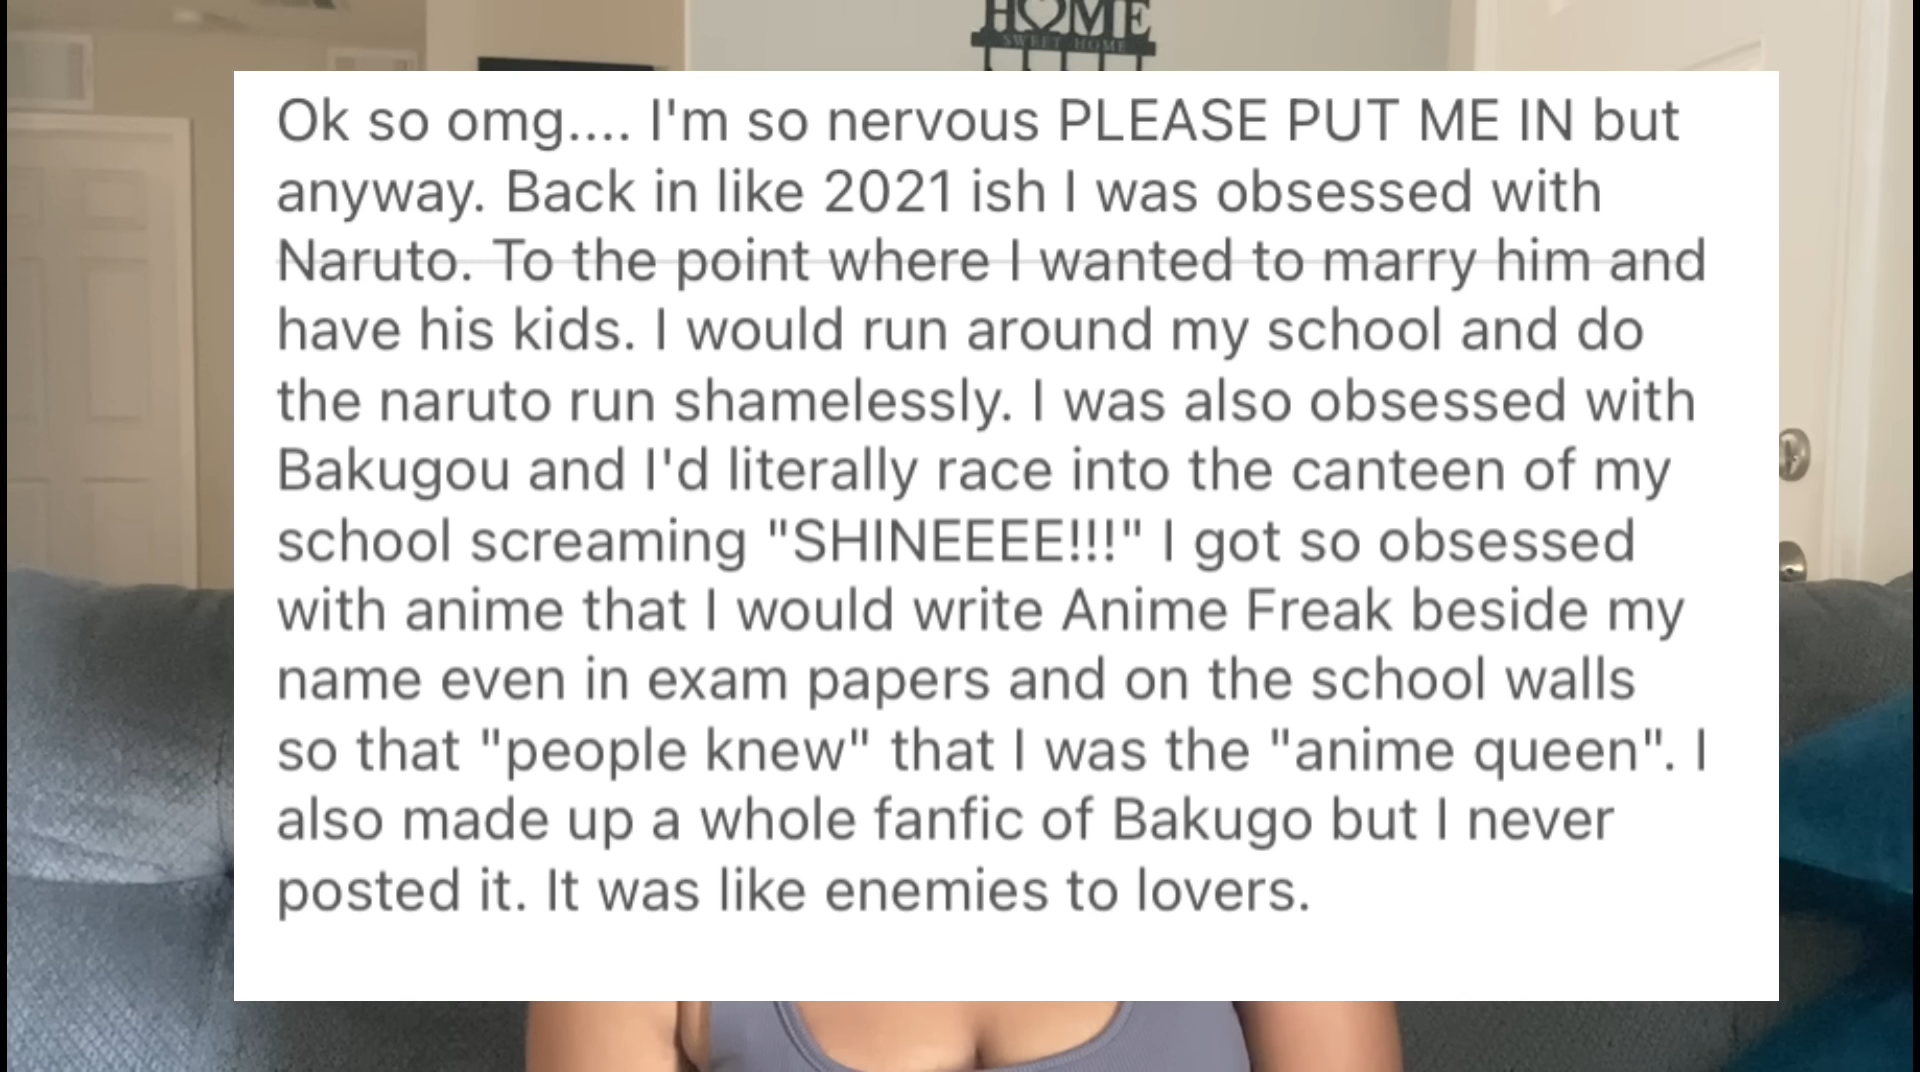 HOME
SWEET HOME
Ok so omg.... I'm so nervous PLEASE PUT ME IN but
anyway. Back in like 2021 ish I was obsessed with
Naruto. To the point where I wanted to marry him and
have his kids. I would run around my school and do
the naruto run shamelessly. I was also obsessed with
Bakugou and I'd literally race into the canteen of my
school screaming "SHINEEEE!!!" I got so obsessed
with anime that I would write Anime Freak beside my
name even in exam papers and on the school walls
so that "people knew" that I was the "anime queen". I
also made up a whole fanfic of Bakugo but I never
posted it. It was like enemies to lovers.